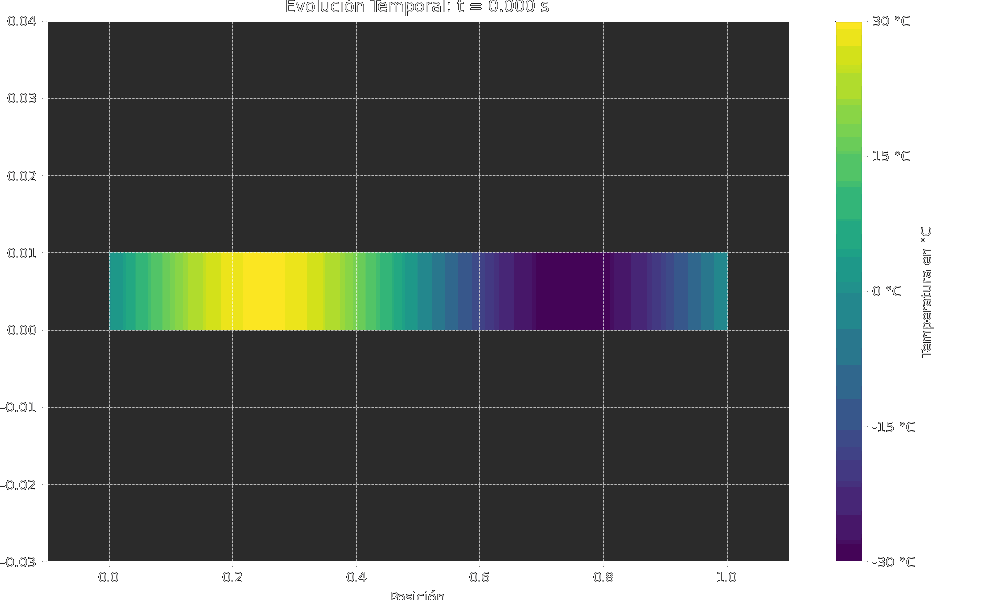 Evolución Temporal: t = 0.000 s
0.04
0.03
0.02
0.01
0.00
-0.01
-0.02
-0.03
0.0 0.2 0.4 0.6 0.8 1.0
Posición
30 °C
15 °C
0 °C
-15 °C
-30 °C
Temperatura en °C